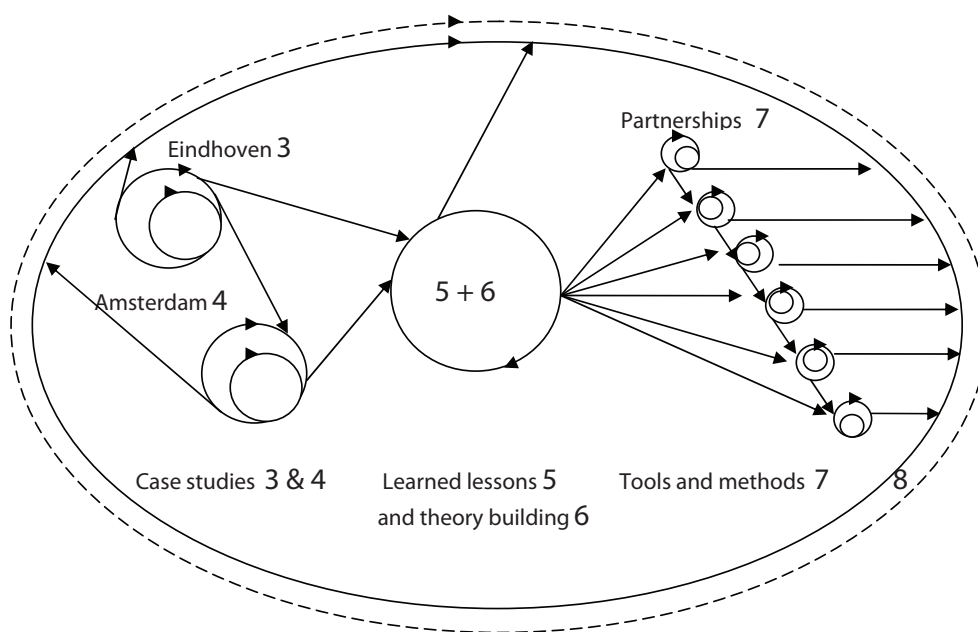 Partnerships 7
Eindhoven 3
5 + 6
Amsterdam 4
Case studies 3 & 4
Learned lessons 5
and theory building 6
Tools and methods 7
8